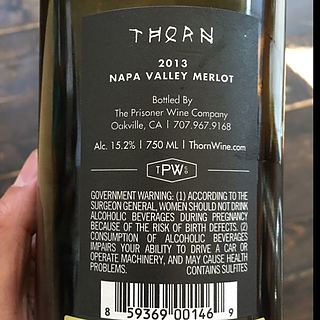 THORN
2013
NAPA VALLEY MERLOT
Bottled By
The Prisoner Wine Company
Oakville, CA | 707.967.9168
Alc. 15.2% | 750 ML | ThornWine.com
TPWCo
GOVERNMENT WARNING: (1) ACCORDING TO THE
SURGEON GENERAL, WOMEN SHOULD NOT DRINK
ALCOHOLIC BEVERAGES DURING PREGNANCY
BECAUSE OF THE RISK OF BIRTH DEFECTS. (2)
CONSUMPTION OF ALCOHOLIC BEVERAGES
IMPAIRS YOUR ABILITY TO DRIVE A CAR OR
OPERATE MACHINERY, AND MAY CAUSE HEALTH
PROBLEMS. CONTAINS SULFITES
8 59369 00146 9